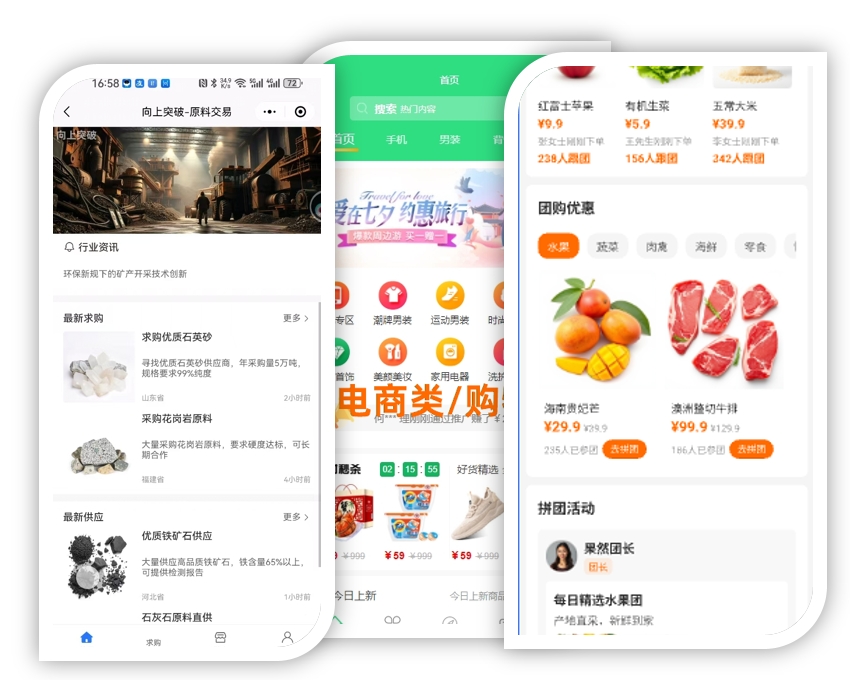 16:58
72
向上突破-原料交易
向上突破
行业资讯
环保新规下的矿产开采技术创新
最新求购
更多
求购优质石英砂
寻找优质石英砂供应商，年采购量5万吨，
规格要求99%纯度
山东省
2小时前
采购花岗岩原料
大量采购花岗岩原料，要求硬度达标，可长
期合作
福建省
4小时前
最新供应
更多
优质铁矿石供应
大量供应高品质铁矿石，铁含量65%以上，
可提供检测报告
河北省
1小时前
石灰石原料直供
求购
首页
搜索 热门内容
首页
手机
男装
爱在七夕 约惠旅行
Travel for love
爆款周边游 买一赠一
专区
潮牌男装
运动男装
时尚
首饰
美颜美妆
家用电器
洗护
电商类/购物
秒杀
02:15:55
好货精选
￥999
￥59 ￥999
￥59 ￥999
今日上新
今日上新商品
红富士苹果
有机生菜
五常大米
¥9.9
¥5.9
¥39.9
张女士刚刚下单
王先生刚刚下单
李女士刚刚下单
238人跟团
156人跟团
342人跟团
团购优惠
水果
蔬菜
肉禽
海鲜
零食
海南贵妃芒
澳洲整切牛排
¥29.9 ¥39.9
¥99.9 ¥129.9
235人已参团
去拼团
186人已参团
去拼团
拼团活动
果然团长
团长
每日精选水果团
产地直采，新鲜到家